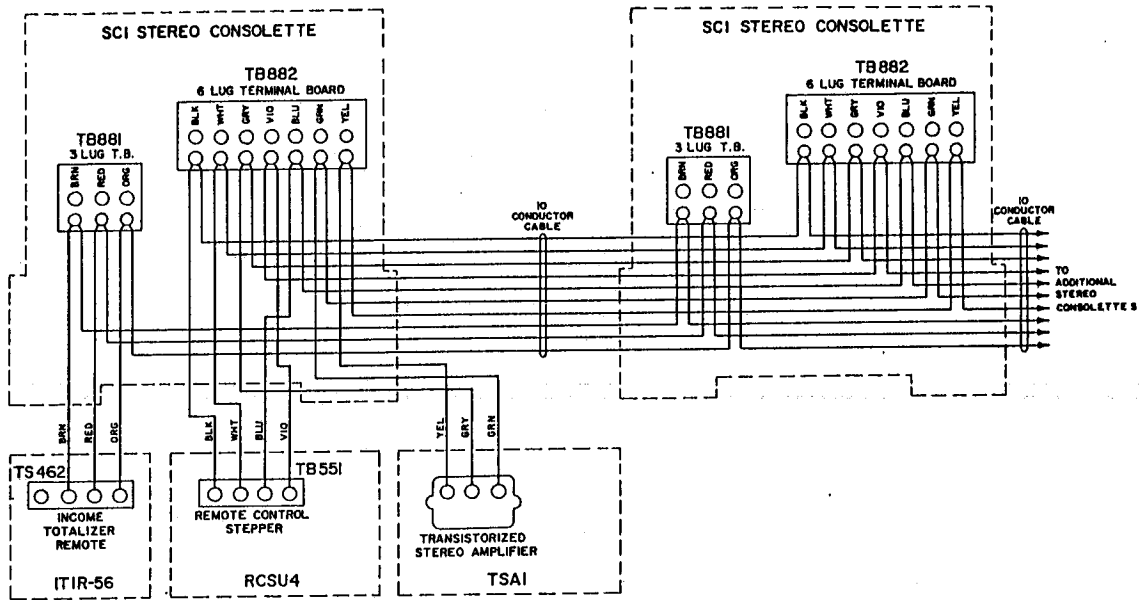 SCI STEREO CONSOLETTE
TB882
6 LUG TERMINAL BOARD
BLK WHT GRY VIO BLU GRN YEL
TB881
3 LUG T.B.
BRN RED ORG
SCI STEREO CONSOLETTE
TB882
6 LUG TERMINAL BOARD
BLK WHT GRY VIO BLU GRN YEL
TB881
3 LUG T.B.
BRN RED ORG
10
CONDUCTOR
CABLE
10
CONDUCTOR
CABLE
TO
ADDITIONAL
STEREO
CONSOLETTES
BRN RED ORG
BLK WHT BLU VIO
YEL GRY GRN
TS462
INCOME
TOTALIZER
REMOTE
ITIR-56
TB551
REMOTE CONTROL
STEPPER
RCSU4
TRANSISTORIZED
STEREO AMPLIFIER
TSA1